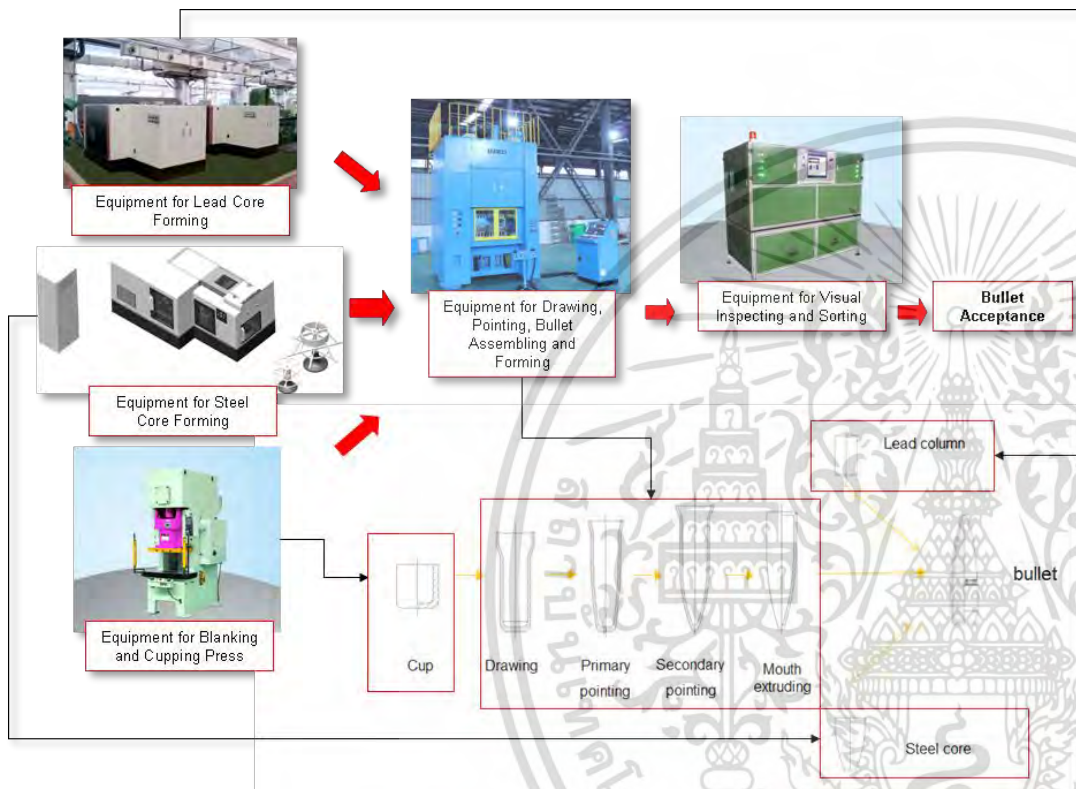 Equipment for Lead Core
Forming
Equipment for Steel
Core Forming
Equipment for Blanking
and Cupping Press
Equipment for Drawing,
Pointing, Bullet
Assembling and
Forming
Equipment for Visual
Inspecting and Sorting
Bullet
Acceptance
Cup
Drawing
Primary
pointing
Secondary
pointing
Mouth
extruding
Lead column
bullet
Steel core